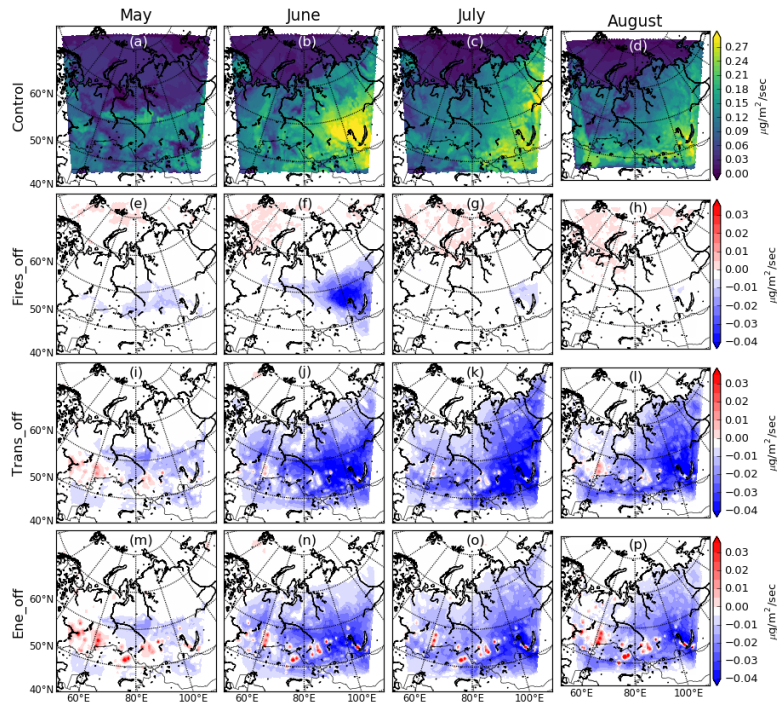 May June July August
Control
(a) (b) (c) (d)
60°N
50°N
40°N
0.27
0.24
0.21
0.18
0.15
0.12
0.09
0.06
0.03
0.00
μg/m²/sec
Fires_off
(e) (f) (g) (h)
60°N
50°N
40°N
0.03
0.02
0.01
0.00
−0.01
−0.02
−0.03
−0.04
μg/m²/sec
Trans_off
(i) (j) (k) (l)
60°N
50°N
40°N
0.03
0.02
0.01
0.00
−0.01
−0.02
−0.03
−0.04
μg/m²/sec
Ene_off
(m) (n) (o) (p)
60°N
50°N
40°N
0.03
0.02
0.01
0.00
−0.01
−0.02
−0.03
−0.04
μg/m²/sec
60°E 80°E 100°E 60°E 80°E 100°E 60°E 80°E 100°E 60°E 80°E 100°E